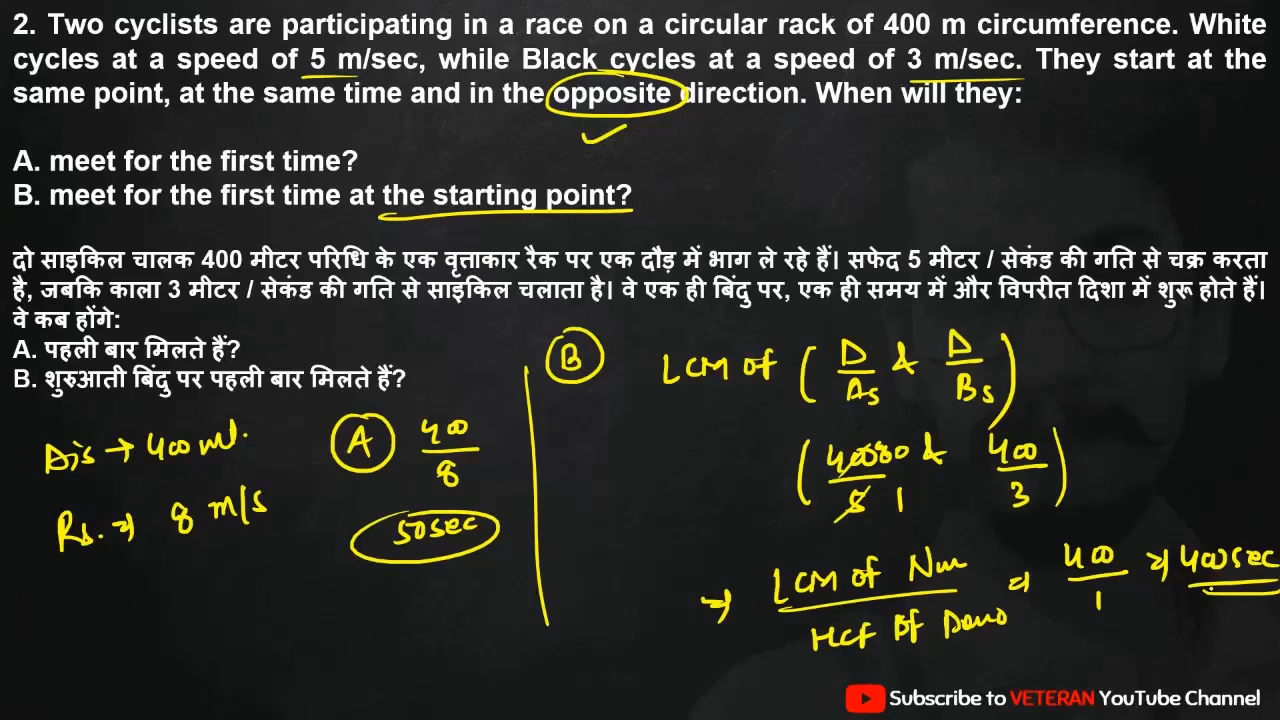 2. Two cyclists are participating in a race on a circular rack of 400 m circumference. White
cycles at a speed of 5 m/sec, while Black cycles at a speed of 3 m/sec. They start at the
same point, at the same time and in the opposite direction. When will they:
A. meet for the first time?
B. meet for the first time at the starting point?
दो साइकिल चालक 400 मीटर परिधि के एक वृत्ताकार रैक पर एक दौड़ में भाग ले रहे हैं। सफेद 5 मीटर / सेकंड की गति से चक्र करता
है, जबकि काला 3 मीटर / सेकंड की गति से साइकिल चलाता है। वे एक ही बिंदु पर, एक ही समय में और विपरीत दिशा में शुरू होते हैं।
वे कब होंगे:
A. पहली बार मिलते हैं?
B. शुरुआती बिंदु पर पहली बार मिलते हैं?
Dis → 400 mt.
Rs. ⇒ 8 m/s
A 400/8
50 sec
B LCM of ( D/As & D/Bs )
( 400/5 80/1 & 400/3 )
⇒ LCM of Num / HCF of Deno ⇒ 400/1 ⇒ 400 sec
Subscribe to VETERAN YouTube Channel